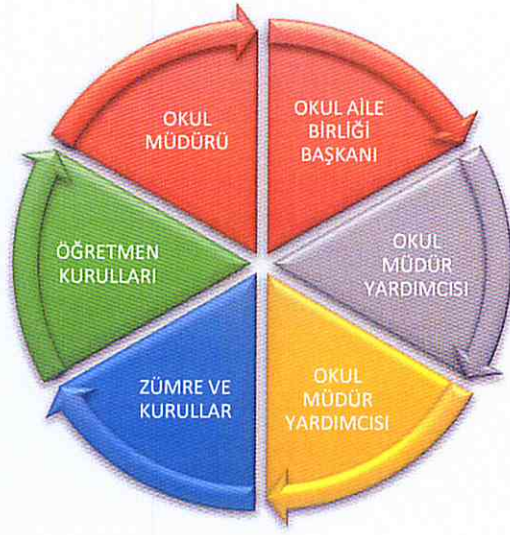 OKUL
MÜDÜRÜ
OKUL AİLE
BİRLİĞİ
BAŞKANI
OKUL
MÜDÜR
YARDIMCISI
OKUL
MÜDÜR
YARDIMCISI
ZÜMRE VE
KURULLAR
ÖĞRETMEN
KURULLARI